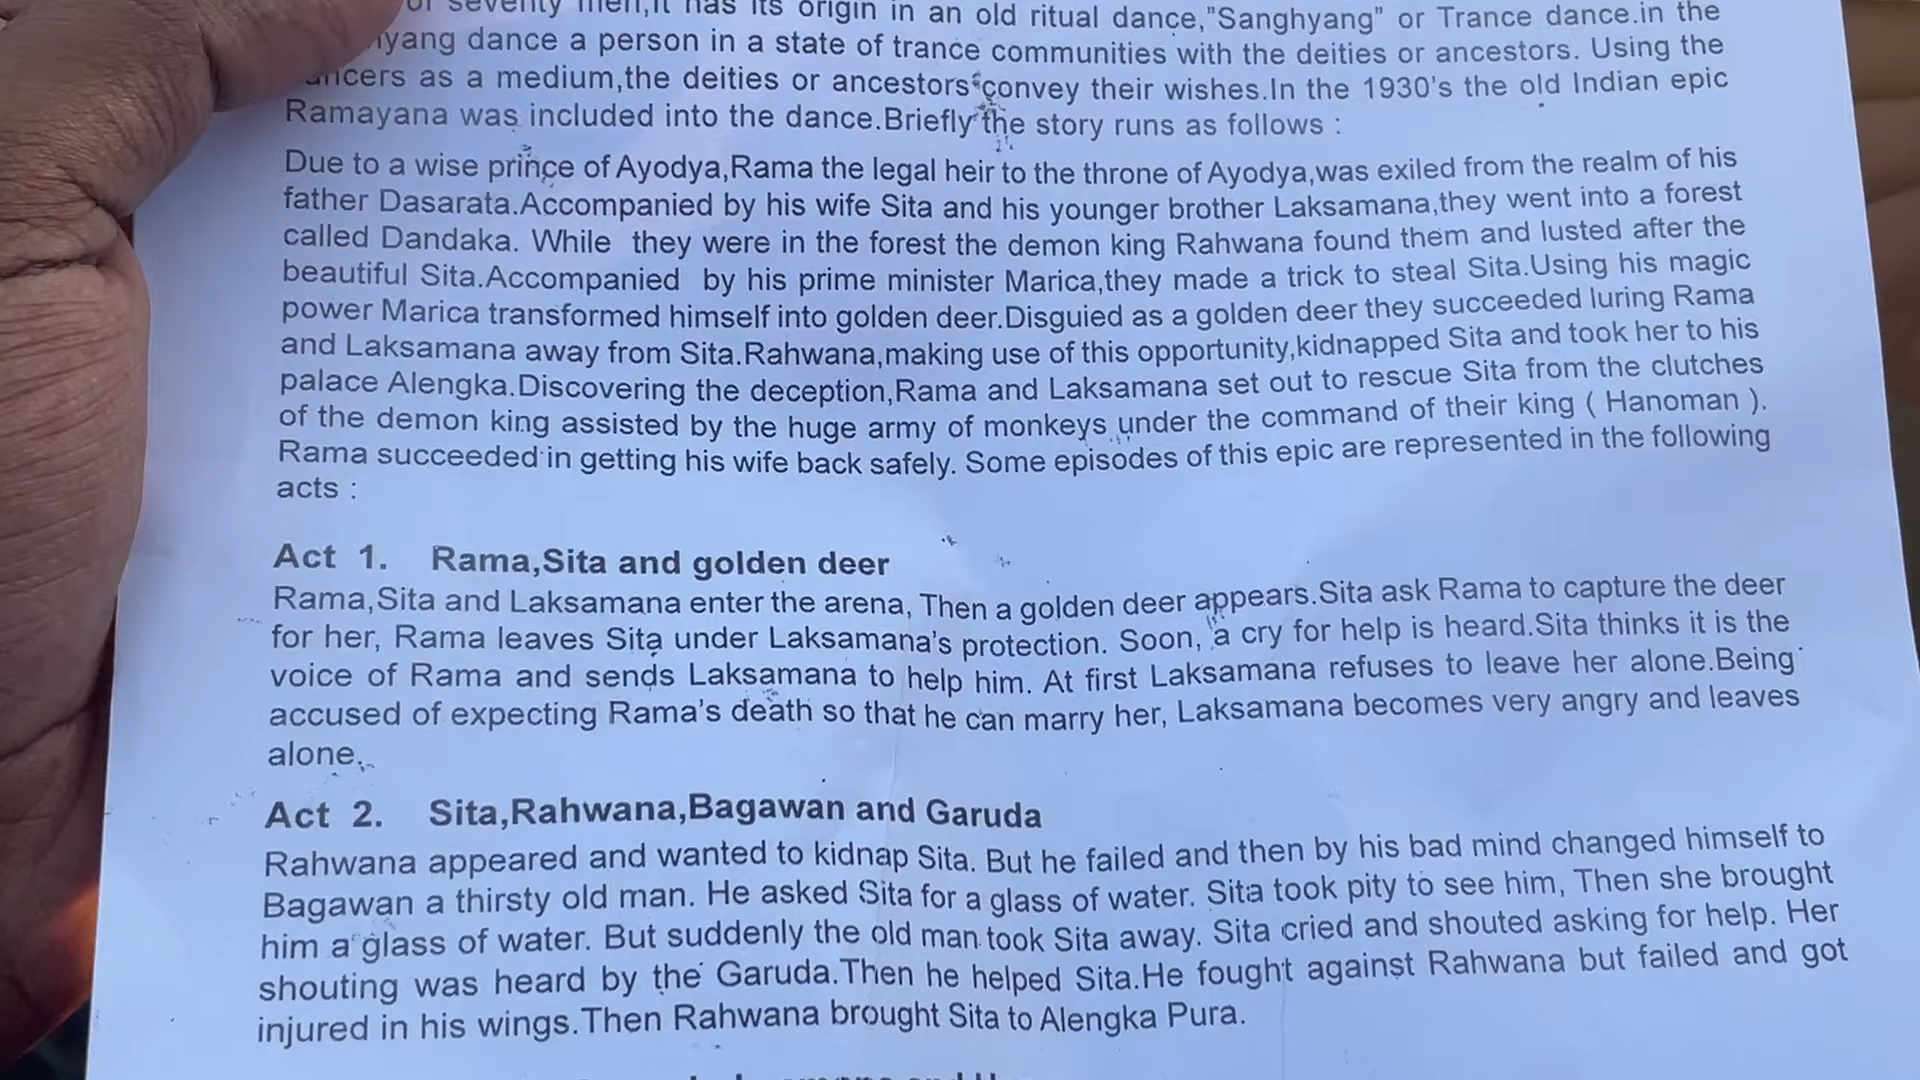 of seventy men,it has its origin in an old ritual dance,"Sanghyang" or Trance dance.in the
dance a person in a state of trance communities with the deities or ancestors. Using the
as a medium,the deities or ancestors convey their wishes.In the 1930's the old Indian epic
Ramayana was included into the dance.Briefly the story runs as follows :
Due to a wise prince of Ayodya,Rama the legal heir to the throne of Ayodya,was exiled from the realm of his
father Dasarata.Accompanied by his wife Sita and his younger brother Laksamana,they went into a forest
called Dandaka. While they were in the forest the demon king Rahwana found them and lusted after the
beautiful Sita.Accompanied by his prime minister Marica,they made a trick to steal Sita.Using his magic
power Marica transformed himself into golden deer.Disguied as a golden deer they succeeded luring Rama
and Laksamana away from Sita.Rahwana,making use of this opportunity,kidnapped Sita and took her to his
palace Alengka.Discovering the deception,Rama and Laksamana set out to rescue Sita from the clutches
of the demon king assisted by the huge army of monkeys under the command of their king ( Hanoman ).
Rama succeeded in getting his wife back safely. Some episodes of this epic are represented in the following
acts :
Act 1. Rama,Sita and golden deer
Rama,Sita and Laksamana enter the arena, Then a golden deer appears.Sita ask Rama to capture the deer
for her, Rama leaves Sita under Laksamana's protection. Soon, a cry for help is heard.Sita thinks it is the
voice of Rama and sends Laksamana to help him. At first Laksamana refuses to leave her alone.Being
accused of expecting Rama's death so that he can marry her, Laksamana becomes very angry and leaves
alone.
Act 2. Sita,Rahwana,Bagawan and Garuda
Rahwana appeared and wanted to kidnap Sita. But he failed and then by his bad mind changed himself to
Bagawan a thirsty old man. He asked Sita for a glass of water. Sita took pity to see him, Then she brought
him a glass of water. But suddenly the old man took Sita away. Sita cried and shouted asking for help. Her
shouting was heard by the Garuda.Then he helped Sita.He fought against Rahwana but failed and got
injured in his wings.Then Rahwana brought Sita to Alengka Pura.